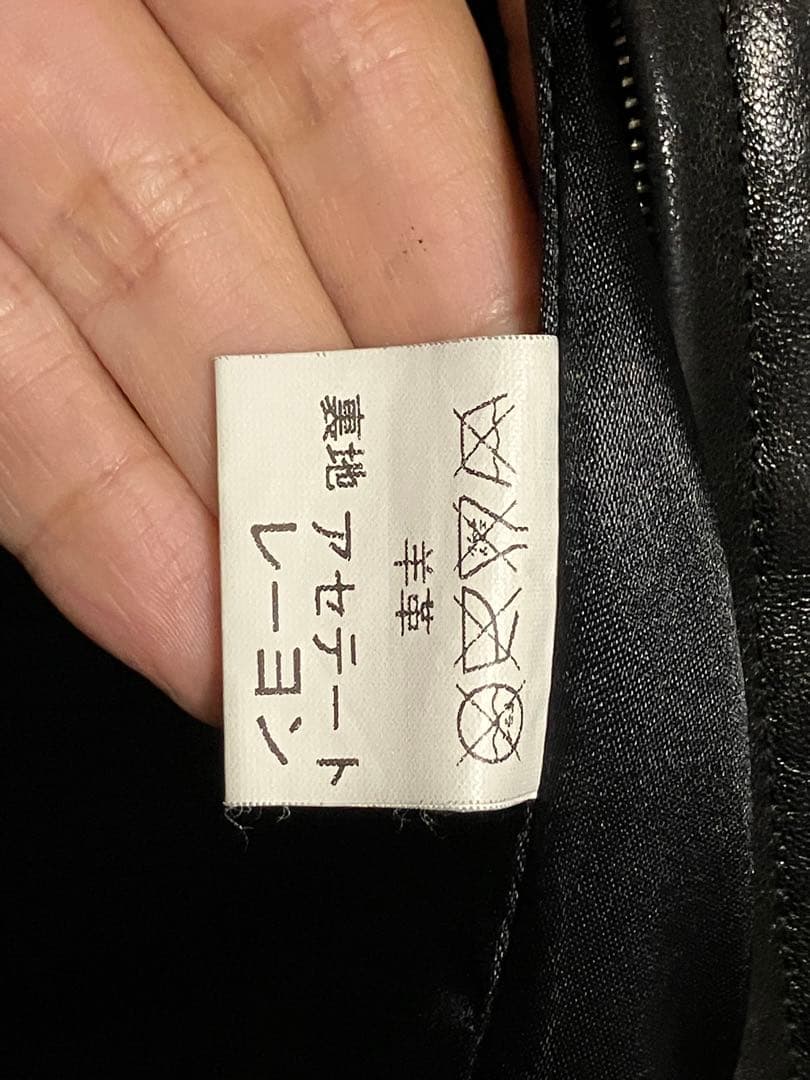 羊革
裏地 アセテート
レーヨン